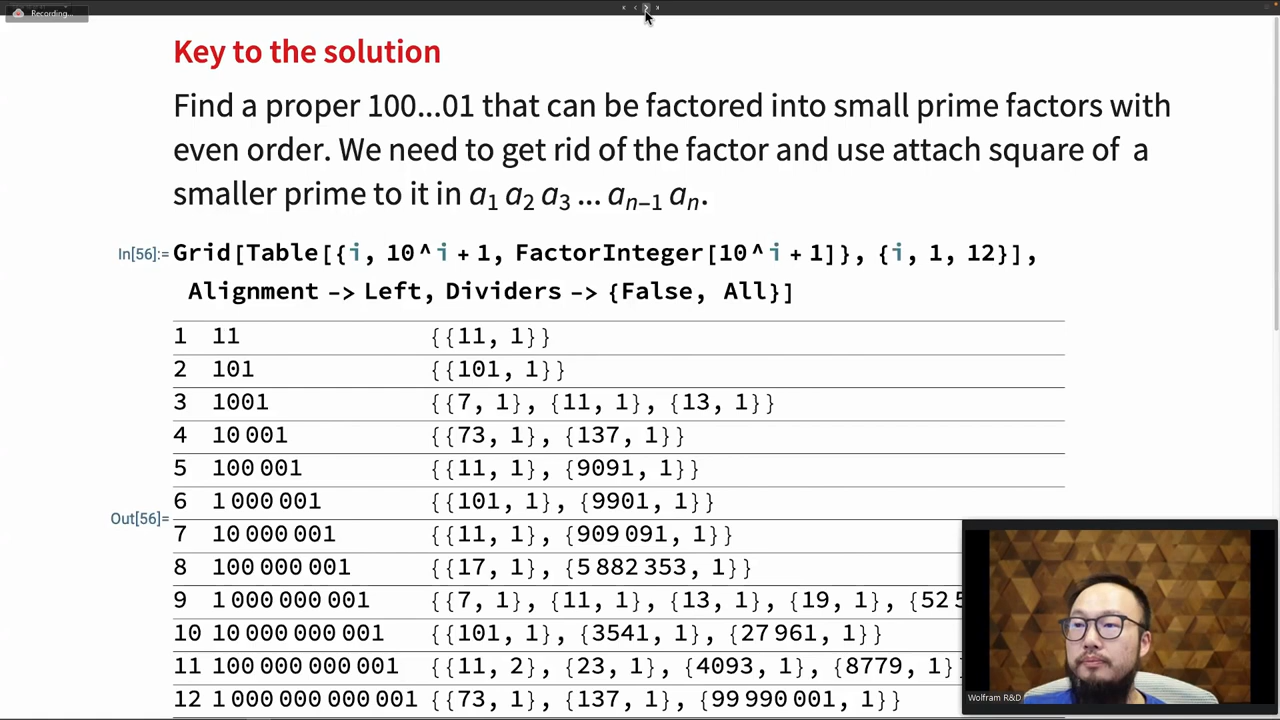 Recording...
Key to the solution
Find a proper 100...01 that can be factored into small prime factors with
even order. We need to get rid of the factor and use attach square of a
smaller prime to it in a₁ a₂ a₃ ... aₙ₋₁ aₙ.
In[56]:= Grid[Table[{i, 10^i + 1, FactorInteger[10^i + 1]}, {i, 1, 12}],
Alignment -> Left, Dividers -> {False, All}]
1 11 {{11, 1}}
2 101 {{101, 1}}
3 1001 {{7, 1}, {11, 1}, {13, 1}}
4 10 001 {{73, 1}, {137, 1}}
5 100 001 {{11, 1}, {9091, 1}}
6 1 000 001 {{101, 1}, {9901, 1}}
Out[56]=
7 10 000 001 {{11, 1}, {909 091, 1}}
8 100 000 001 {{17, 1}, {5 882 353, 1}}
9 1 000 000 001 {{7, 1}, {11, 1}, {13, 1}, {19, 1}, {52 5
10 10 000 000 001 {{101, 1}, {3541, 1}, {27 961, 1}}
11 100 000 000 001 {{11, 2}, {23, 1}, {4093, 1}, {8779, 1}
12 1 000 000 000 001 {{73, 1}, {137, 1}, {99 990 001, 1}}
Wolfram R&D